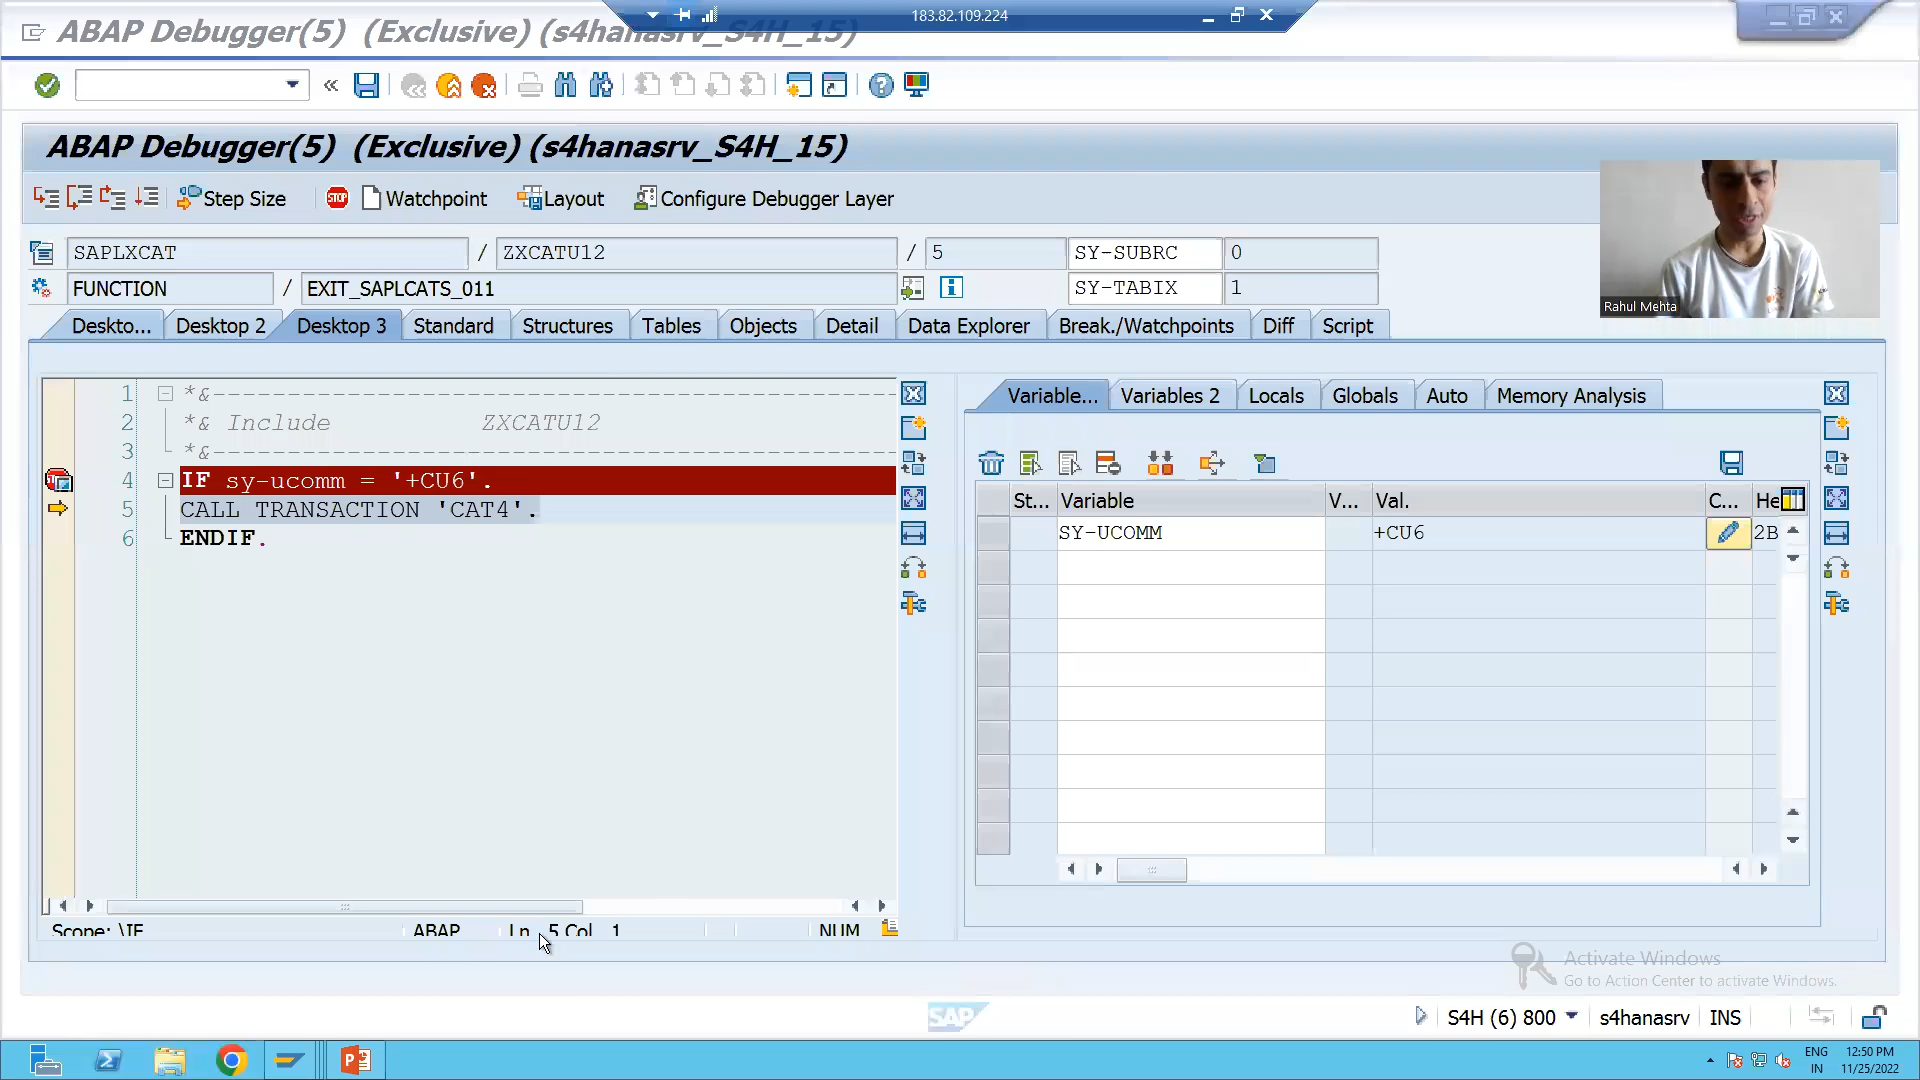 183.82.109.224
ABAP Debugger(5) (Exclusive) (s4hanasrv_S4H_15)
ABAP Debugger(5) (Exclusive) (s4hanasrv_S4H_15)
Step Size
STOP
Watchpoint
Layout
Configure Debugger Layer
SAPLXCAT / ZXCATU12 / 5 SY-SUBRC 0
FUNCTION / EXIT_SAPLCATS_011 SY-TABIX 1
Rahul Mehta
Deskto... Desktop 2 Desktop 3 Standard Structures Tables Objects Detail Data Explorer Break./Watchpoints Diff Script
1 *&---------------------------------------------
2 *& Include ZXCATU12
3 *&---------------------------------------------
4 IF sy-ucomm = '+CU6'.
5 CALL TRANSACTION 'CAT4'.
6 ENDIF.
Scope: \IF ABAP Ln 5 Col 1 NUM
Variable... Variables 2 Locals Globals Auto Memory Analysis
St... Variable V... Val. C... He
SY-UCOMM +CU6 2B
Activate Windows
Go to Action Center to activate Windows.
SAP
S4H (6) 800 s4hanasrv INS
ENG 12:50 PM
IN 11/25/2022